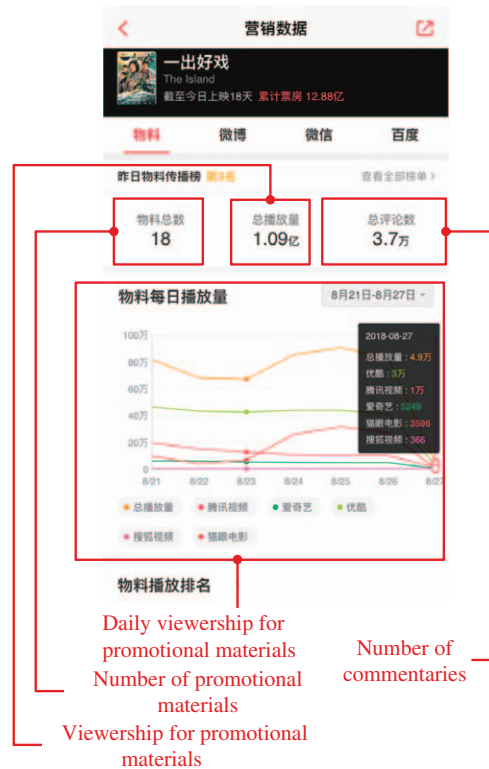 营销数据
一出好戏
The Island
截至今日上映18天 累计票房 12.88亿
物料 微博 微信 百度
昨日物料传播榜 第3名 查看全部榜单
物料总数 总播放量 总评论数
18 1.09亿 3.7万
物料每日播放量 8月21日-8月27日
100万
80万
60万
40万
20万
0
8/21 8/22 8/23 8/24 8/25 8/26 8/27
2018-08-27
总播放量：4.9万
优酷：3万
腾讯视频：1万
爱奇艺：5249
猫眼电影：3596
搜狐视频：366
总播放量 腾讯视频 爱奇艺 优酷
搜狐视频 猫眼电影
物料播放排名
Daily viewership for
promotional materials
Number of promotional
materials
Viewership for promotional
materials
Number of
commentaries